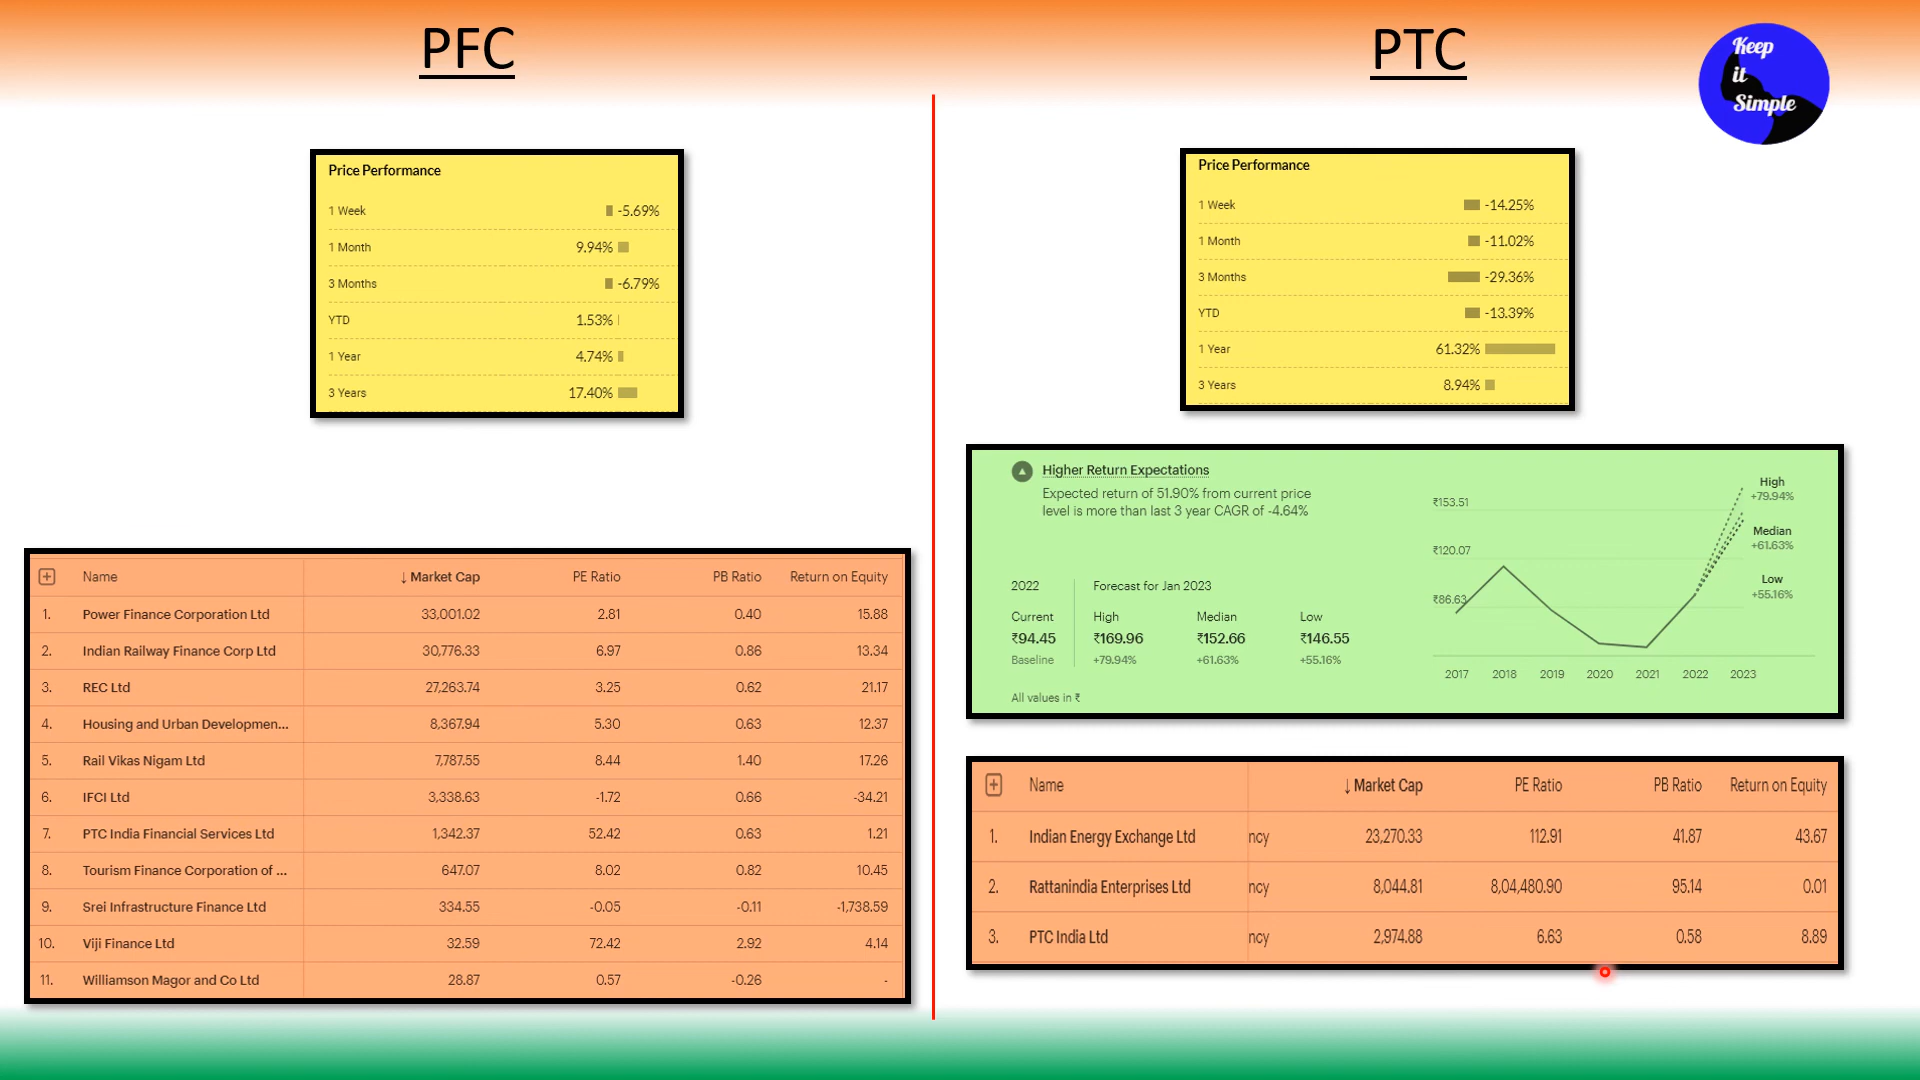 PFC
PTC
Keep
it
Simple
Price Performance
1 Week -5.69%
1 Month 9.94%
3 Months -6.79%
YTD 1.53%
1 Year 4.74%
3 Years 17.40%
Price Performance
1 Week -14.25%
1 Month -11.02%
3 Months -29.36%
YTD -13.39%
1 Year 61.32%
3 Years 8.94%
Higher Return Expectations
Expected return of 51.90% from current price
level is more than last 3 year CAGR of -4.64%
2022 Forecast for Jan 2023
Current High Median Low
₹94.45 ₹169.96 ₹152.66 ₹146.55
Baseline +79.94% +61.63% +55.16%
All values in ₹
₹153.51
₹120.07
₹86.63
High
+79.94%
Median
+61.63%
Low
+55.16%
2017 2018 2019 2020 2021 2022 2023
Name ↓ Market Cap PE Ratio PB Ratio Return on Equity
1. Power Finance Corporation Ltd 33,001.02 2.81 0.40 15.88
2. Indian Railway Finance Corp Ltd 30,776.33 6.97 0.86 13.34
3. REC Ltd 27,263.74 3.25 0.62 21.17
4. Housing and Urban Developmen... 8,367.94 5.30 0.63 12.37
5. Rail Vikas Nigam Ltd 7,787.55 8.44 1.40 17.26
6. IFCI Ltd 3,338.63 -1.72 0.66 -34.21
7. PTC India Financial Services Ltd 1,342.37 52.42 0.63 1.21
8. Tourism Finance Corporation of ... 647.07 8.02 0.82 10.45
9. Srei Infrastructure Finance Ltd 334.55 -0.05 -0.11 -1,738.59
10. Viji Finance Ltd 32.59 72.42 2.92 4.14
11. Williamson Magor and Co Ltd 28.87 0.57 -0.26 -
Name ↓ Market Cap PE Ratio PB Ratio Return on Equity
1. Indian Energy Exchange Ltd ncy 23,270.33 112.91 41.87 43.67
2. Rattanindia Enterprises Ltd ncy 8,044.81 8,04,480.90 95.14 0.01
3. PTC India Ltd ncy 2,974.88 6.63 0.58 8.89